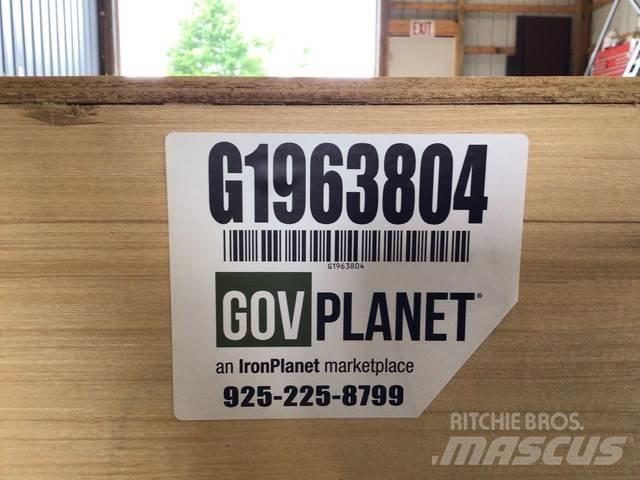 EXIT
G1963804
G1963804
GOV PLANET®
an IronPlanet marketplace
925-225-8799
RITCHIE BROS.
MASCUS